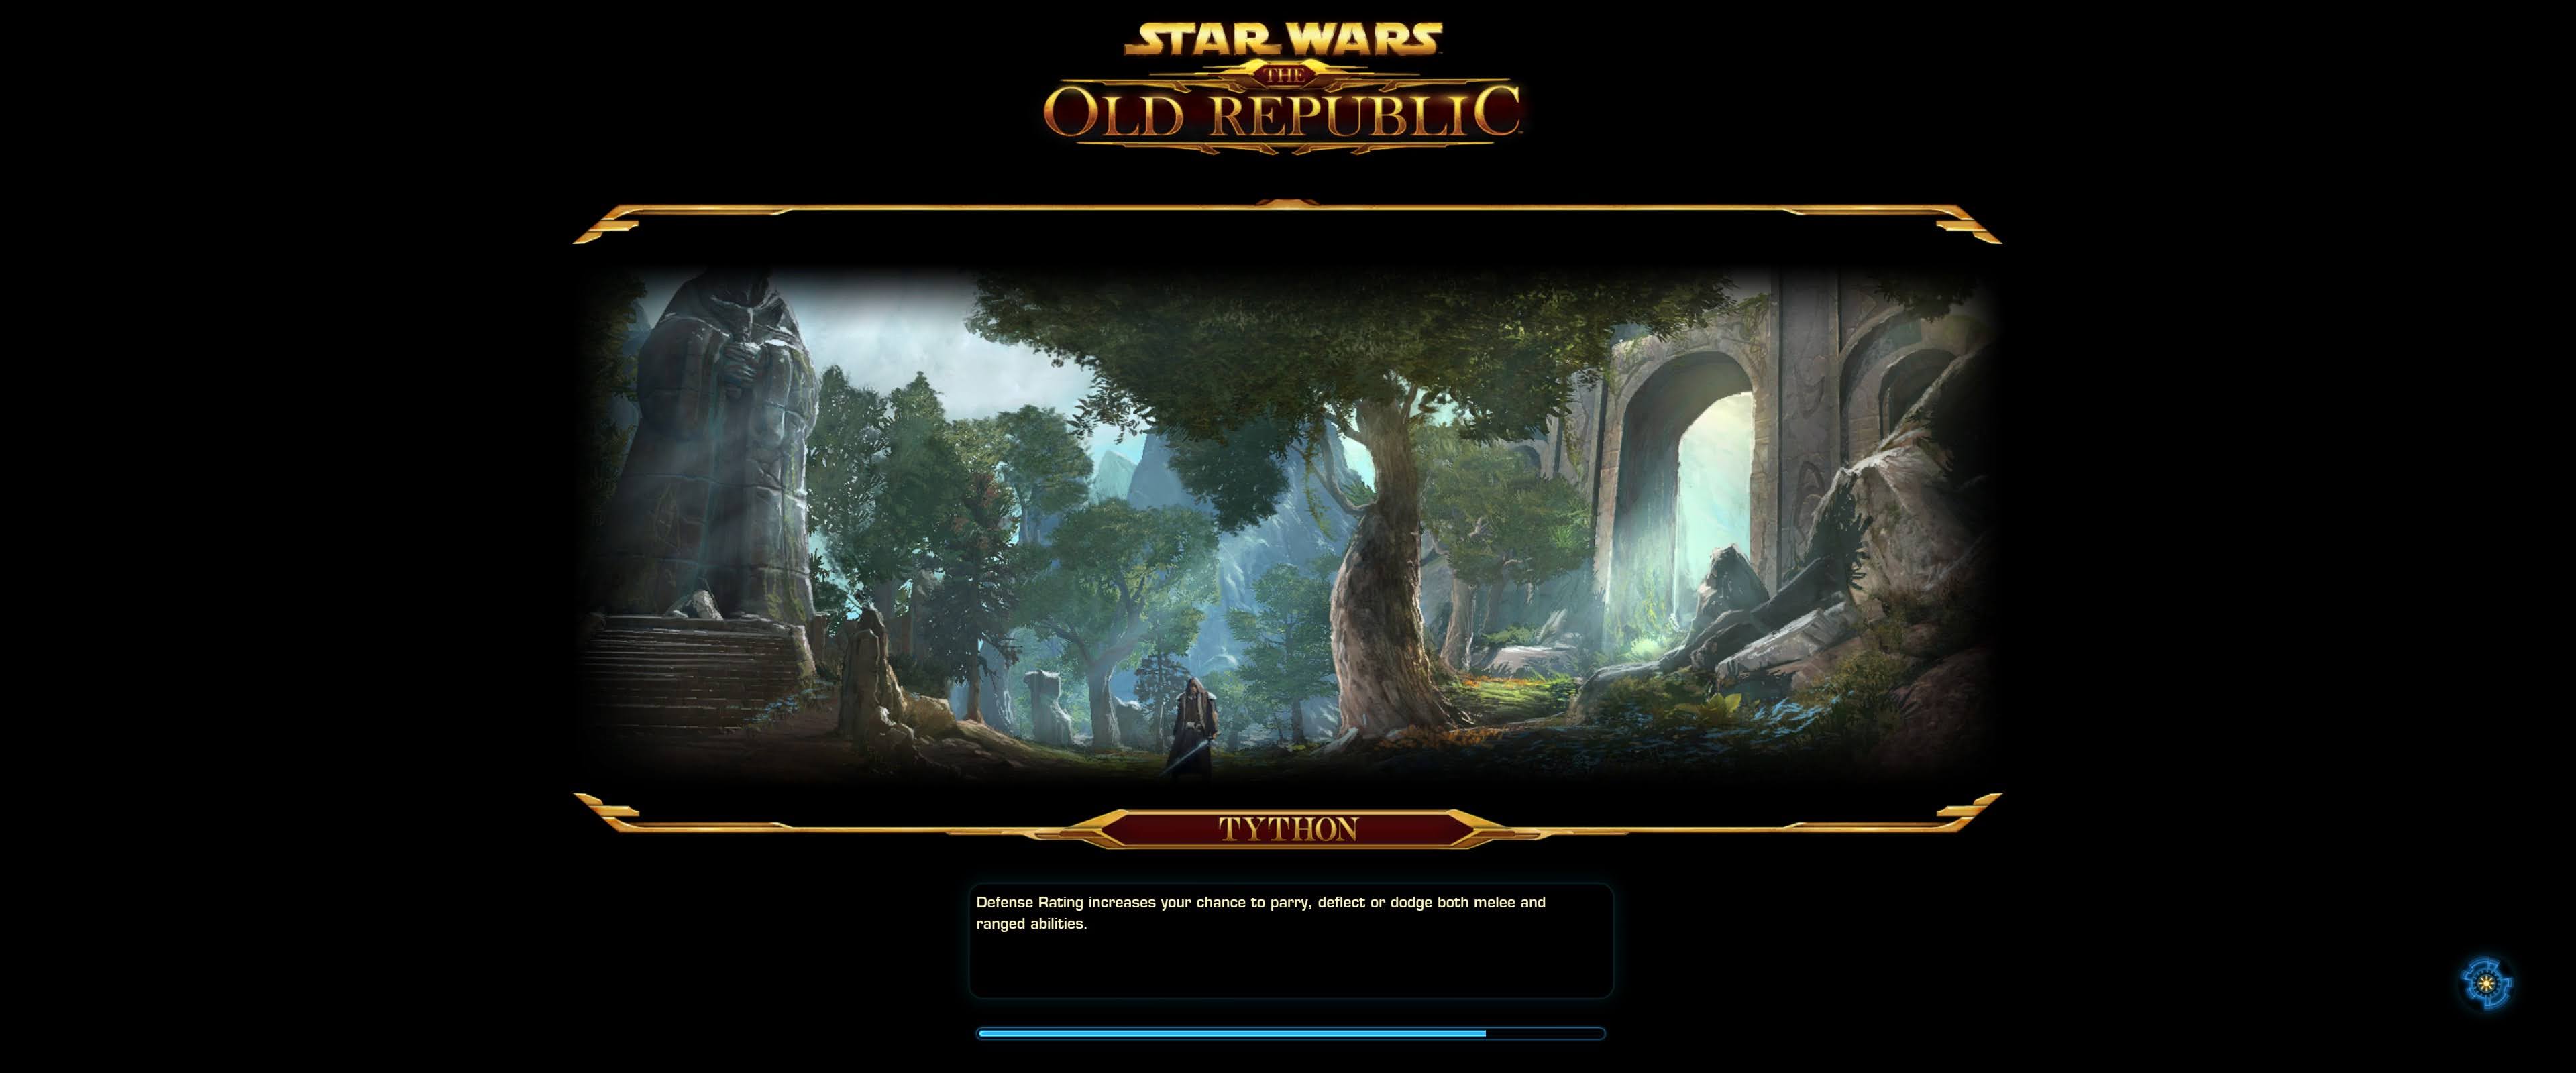 STAR WARS
THE
OLD REPUBLIC
TYTHON
Defense Rating increases your chance to parry, deflect or dodge both melee and
ranged abilities.